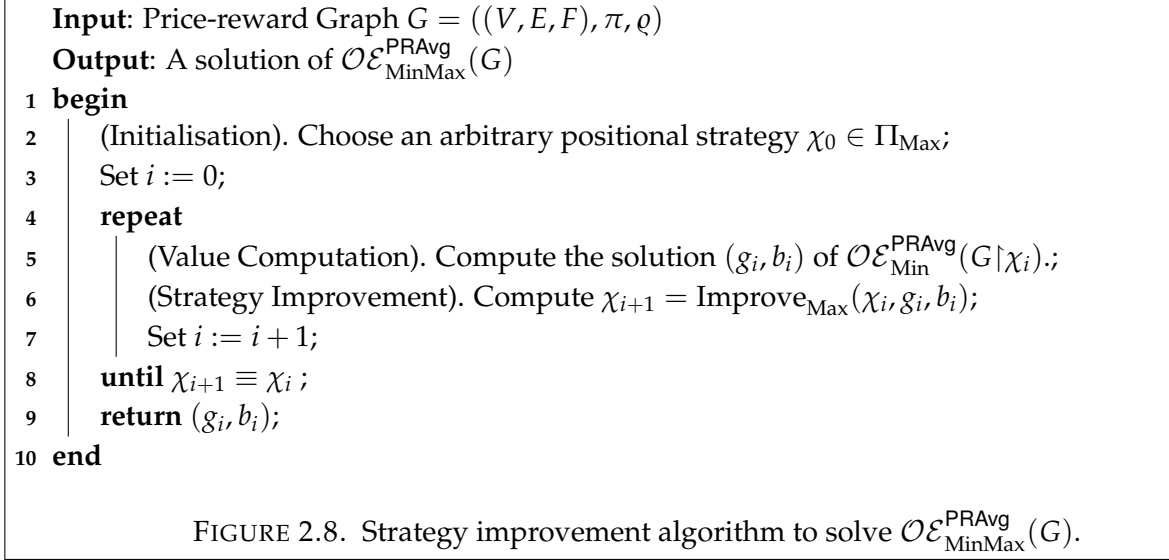 Input: Price-reward Graph G = ((V, E, F), π, ϱ)
Output: A solution of 𝒪ℰ^PRAvg_MinMax(G)
1 begin
2 (Initialisation). Choose an arbitrary positional strategy χ₀ ∈ Π_Max;
3 Set i := 0;
4 repeat
5 (Value Computation). Compute the solution (g_i, b_i) of 𝒪ℰ^PRAvg_Min(G↾χ_i).;
6 (Strategy Improvement). Compute χ_{i+1} = Improve_Max(χ_i, g_i, b_i);
7 Set i := i + 1;
8 until χ_{i+1} ≡ χ_i ;
9 return (g_i, b_i);
10 end
FIGURE 2.8. Strategy improvement algorithm to solve 𝒪ℰ^PRAvg_MinMax(G).